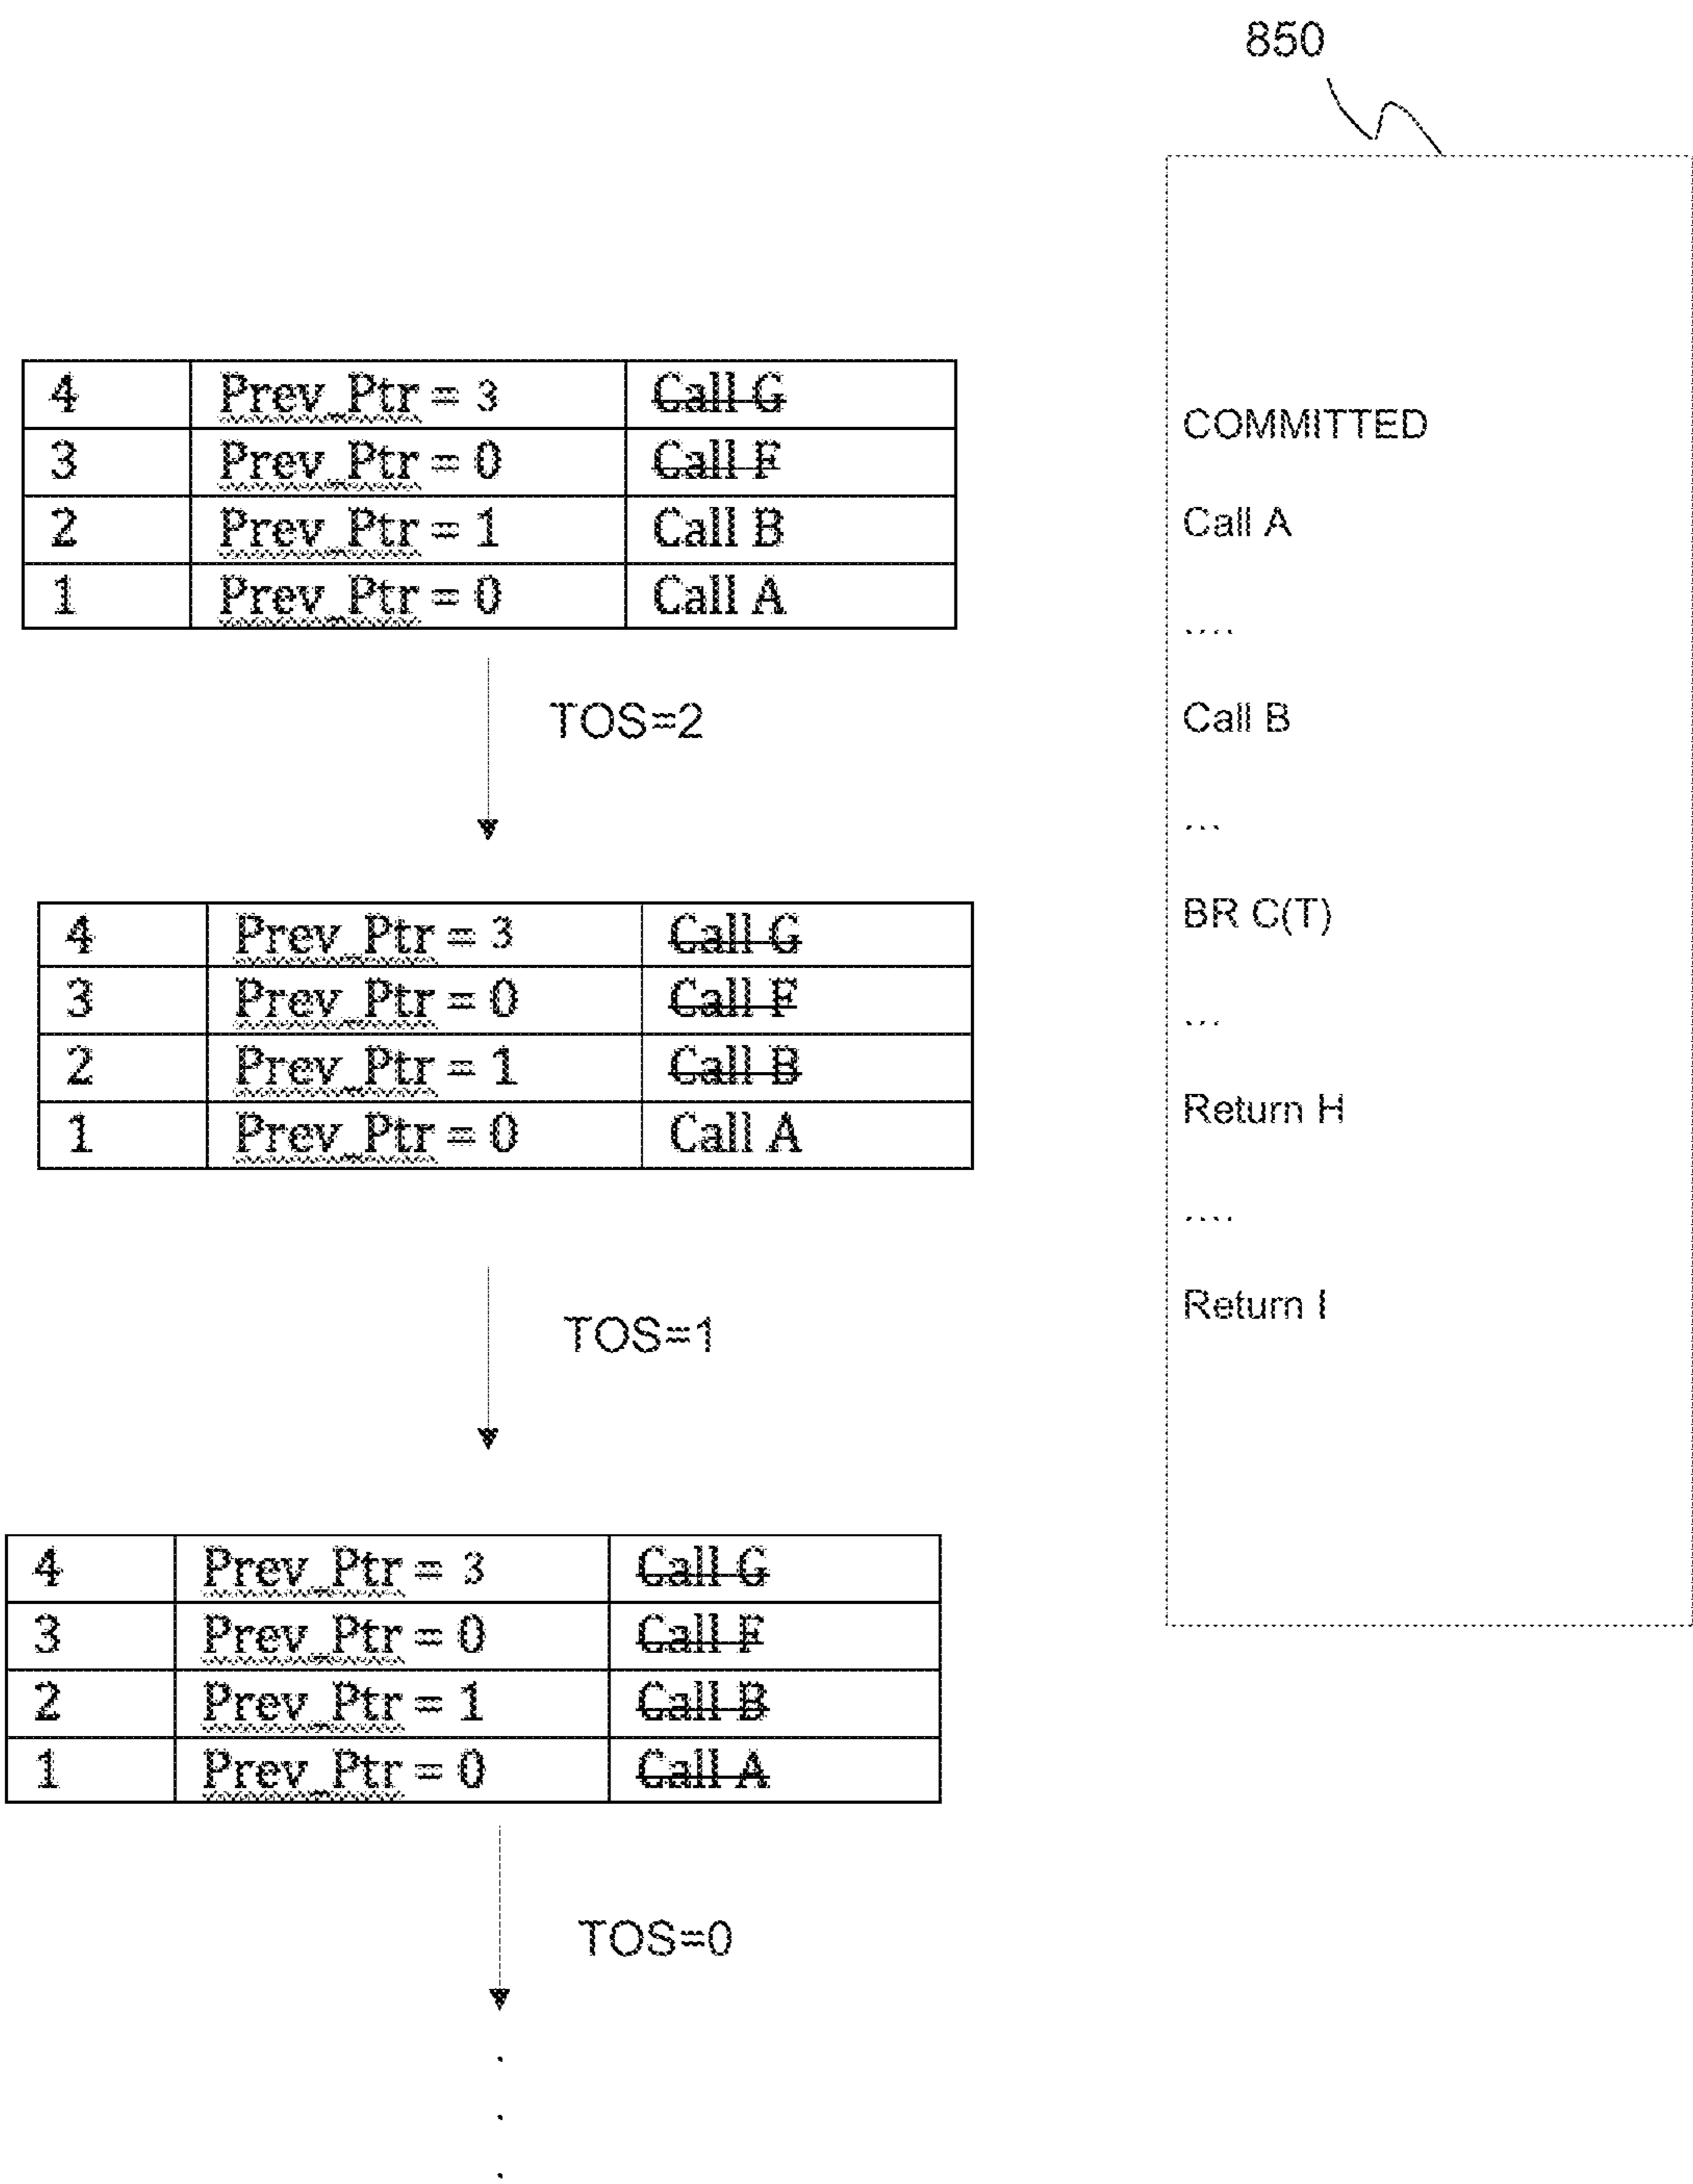 850
4 Prev_Ptr = 3 Call G
3 Prev_Ptr = 0 Call F
2 Prev_Ptr = 1 Call B
1 Prev_Ptr = 0 Call A
TOS=2
4 Prev_Ptr = 3 Call G
3 Prev_Ptr = 0 Call F
2 Prev_Ptr = 1 Call B
1 Prev_Ptr = 0 Call A
TOS=1
4 Prev_Ptr = 3 Call G
3 Prev_Ptr = 0 Call F
2 Prev_Ptr = 1 Call B
1 Prev_Ptr = 0 Call A
TOS=0
.
.
.
COMMITTED
Call A
....
Call B
...
BR C(T)
...
Return H
....
Return I